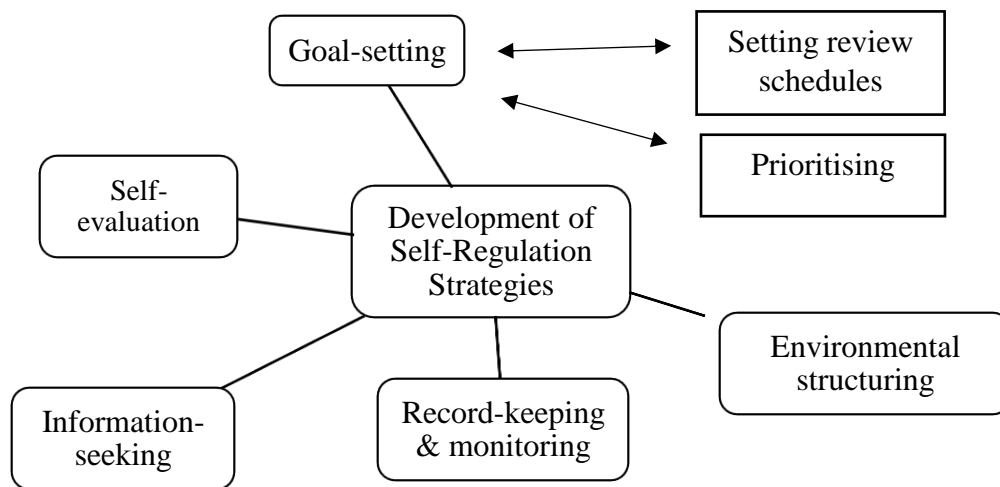 Goal-setting
Setting review
schedules
Prioritising
Self-
evaluation
Development of
Self-Regulation
Strategies
Environmental
structuring
Information-
seeking
Record-keeping
& monitoring